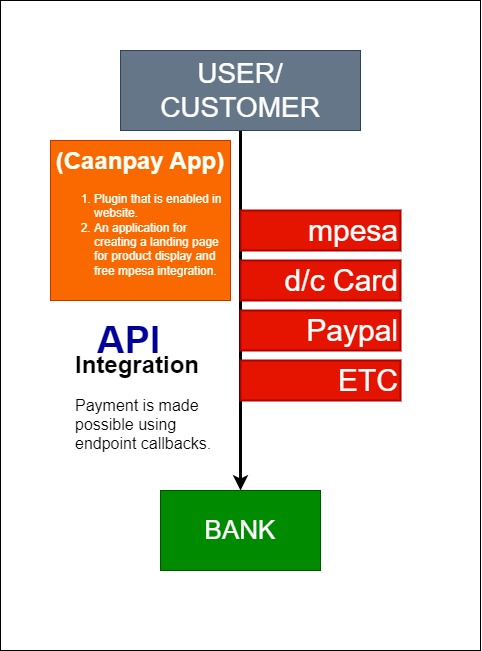 USER/
CUSTOMER
(Caanpay App)
1. Plugin that is enabled in
website.
2. An application for
creating a landing page
for product display and
free mpesa integration.
mpesa
d/c Card
Paypal
ETC
API
Integration
Payment is made
possible using
endpoint callbacks.
BANK